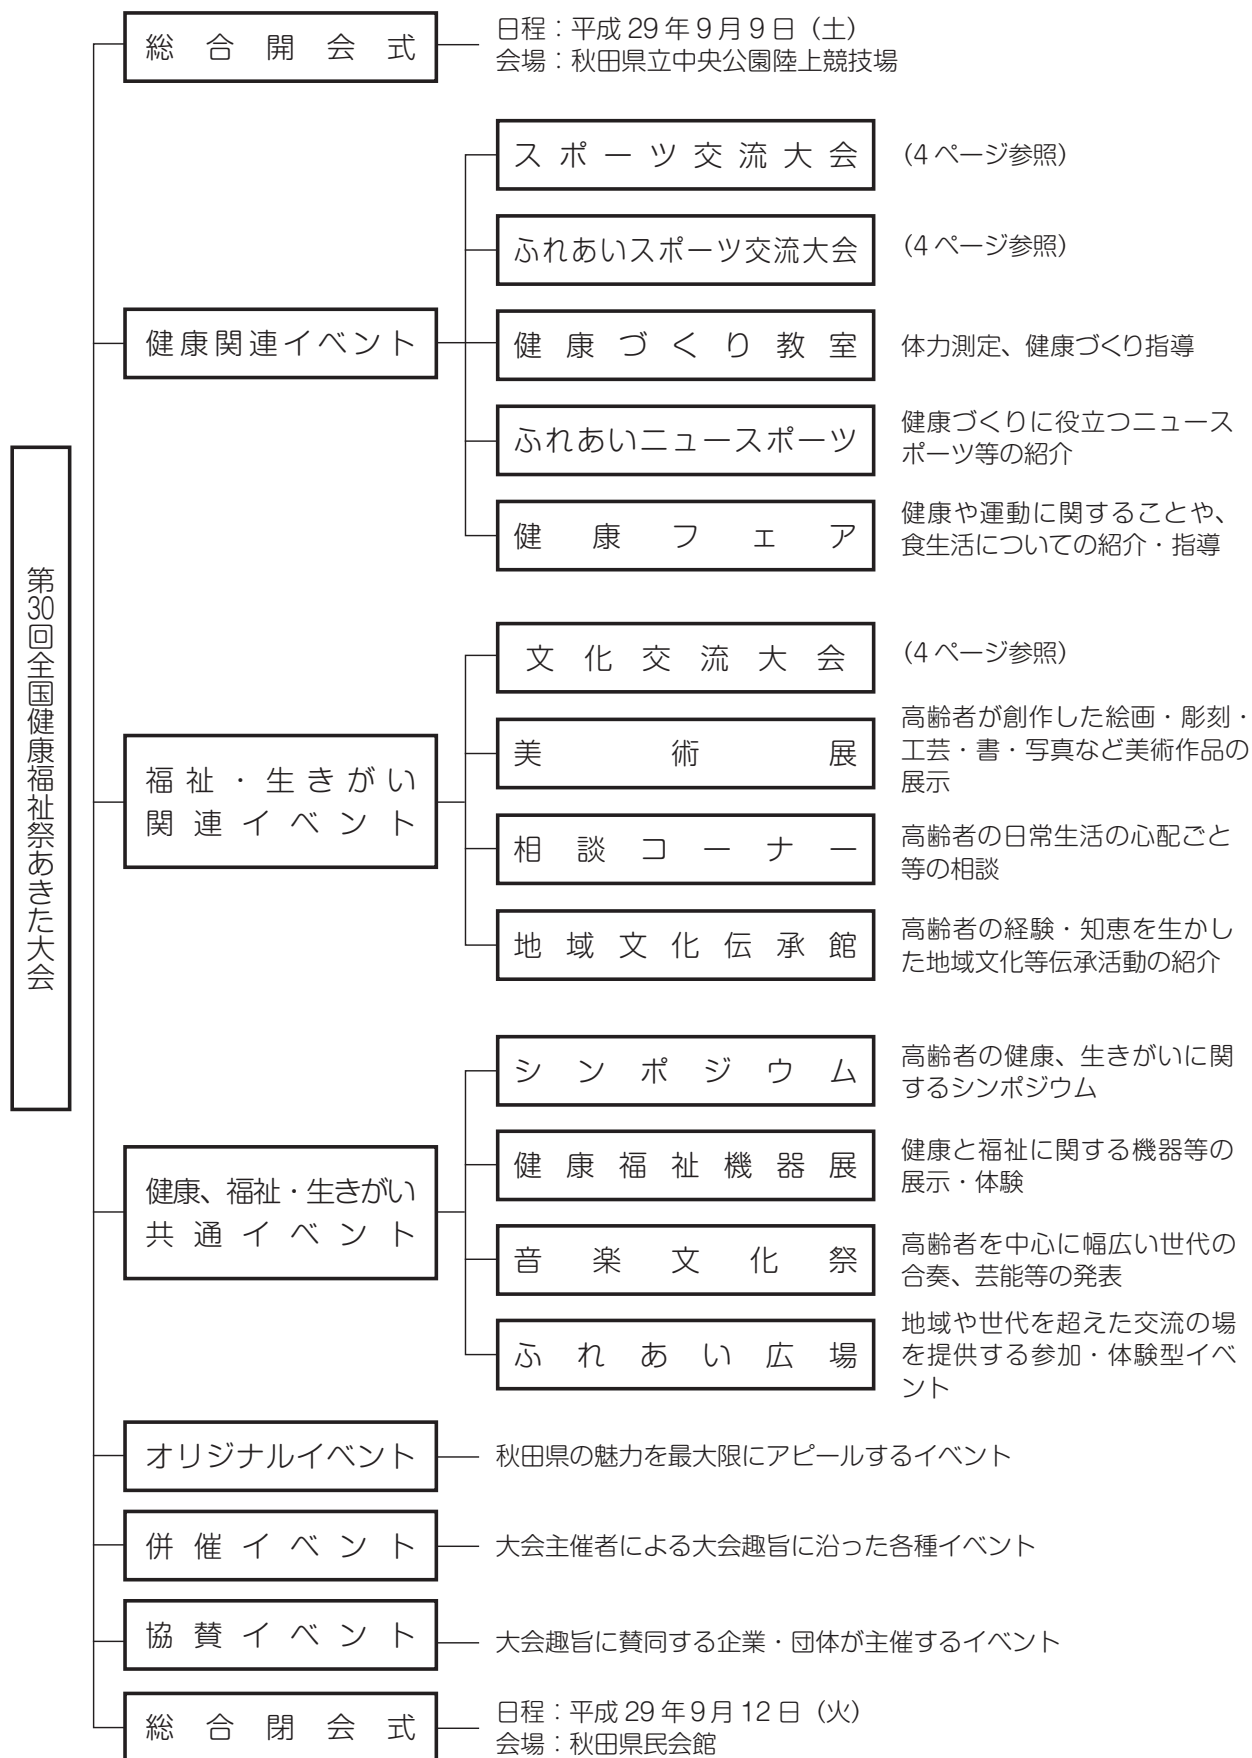 第30回全国健康福祉祭あきた大会
総合開会式
日程：平成29年9月9日（土）
会場：秋田県立中央公園陸上競技場
健康関連イベント
スポーツ交流大会
（4ページ参照）
ふれあいスポーツ交流大会
（4ページ参照）
健康づくり教室
体力測定、健康づくり指導
ふれあいニュースポーツ
健康づくりに役立つニュース
ポーツ等の紹介
健康フェア
健康や運動に関することや、
食生活についての紹介・指導
福祉・生きがい
関連イベント
文化交流大会
（4ページ参照）
美術展
高齢者が創作した絵画・彫刻・
工芸・書・写真など美術作品の
展示
相談コーナー
高齢者の日常生活の心配ごと
等の相談
地域文化伝承館
高齢者の経験・知恵を生かし
た地域文化等伝承活動の紹介
健康、福祉・生きがい
共通イベント
シンポジウム
高齢者の健康、生きがいに関
するシンポジウム
健康福祉機器展
健康と福祉に関する機器等の
展示・体験
音楽文化祭
高齢者を中心に幅広い世代の
合奏、芸能等の発表
ふれあい広場
地域や世代を超えた交流の場
を提供する参加・体験型イベ
ント
オリジナルイベント
秋田県の魅力を最大限にアピールするイベント
併催イベント
大会主催者による大会趣旨に沿った各種イベント
協賛イベント
大会趣旨に賛同する企業・団体が主催するイベント
総合閉会式
日程：平成29年9月12日（火）
会場：秋田県民会館